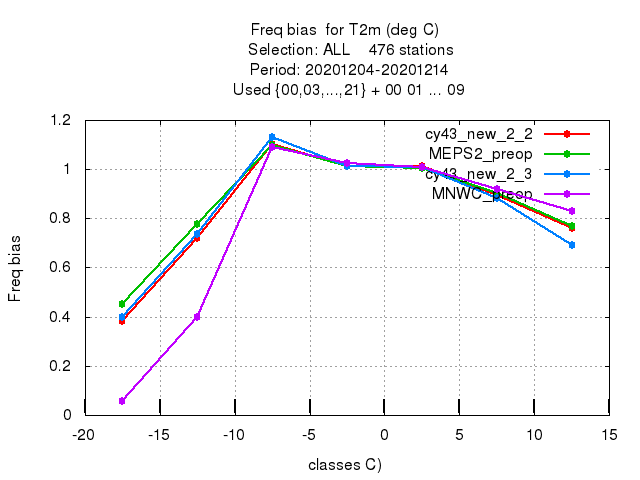 Freq bias for T2m (deg C)
Selection: ALL 476 stations
Period: 20201204-20201214
Used {00,03,...,21} + 00 01 ... 09
1.2
1
0.8
0.6
0.4
0.2
0
Freq bias
cy43_new_2_2
MEPS2_preop
cy43_new_2_3
MNWC_preop
-20 -15 -10 -5 0 5 10 15
classes C)